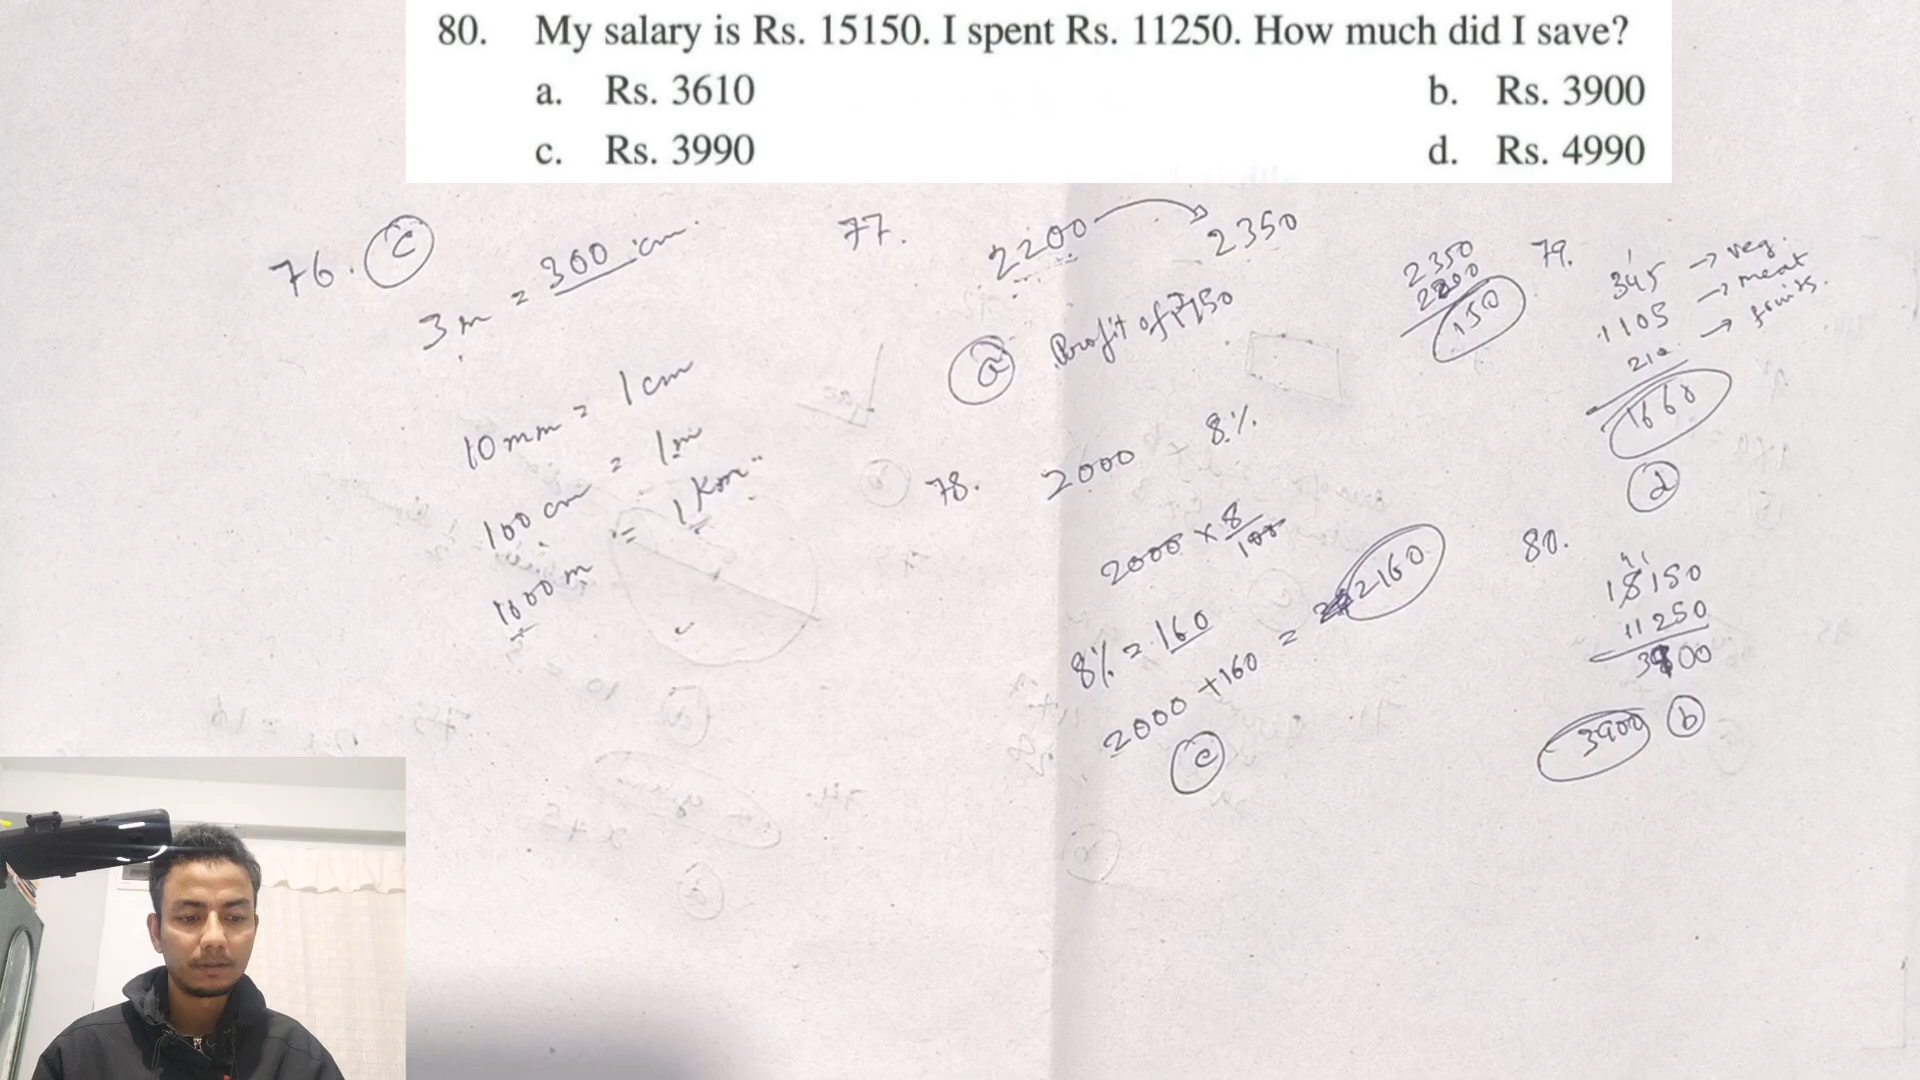 80. My salary is Rs. 15150. I spent Rs. 11250. How much did I save?
a. Rs. 3610
b. Rs. 3900
c. Rs. 3990
d. Rs. 4990
76. c
3m = 300 cm
10 mm = 1 cm
100 cm = 1m
1000 m = 1 Km
77. 2200 → 2350
a Profit of ₹150
2350
2200
150
78. 2000 8%
2000 × 8/100
8% = 160
2000 + 160 = 2160
c
79.
345 → veg.
1105 → meat
210 → fruits.
1660
d
80.
15150
11250
3900
3900 b